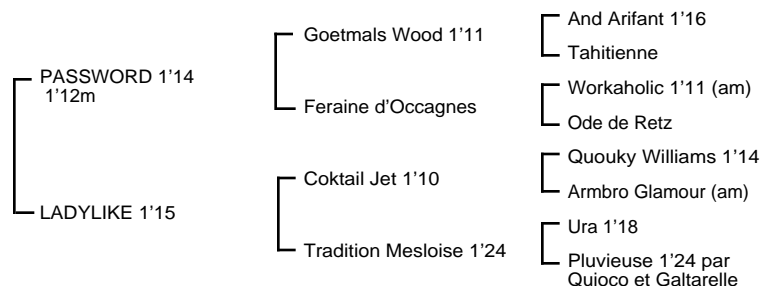 PASSWORD 1’14
1’12m
LADYLIKE 1’15
Goetmals Wood 1’11
Feraine d’Occagnes
Coktail Jet 1’10
Tradition Mesloise 1’24
And Arifant 1’16
Tahitienne
Workaholic 1’11 (am)
Ode de Retz
Quouky Williams 1’14
Armbro Glamour (am)
Ura 1’18
Pluvieuse 1’24 par
Quioco et Galtarelle